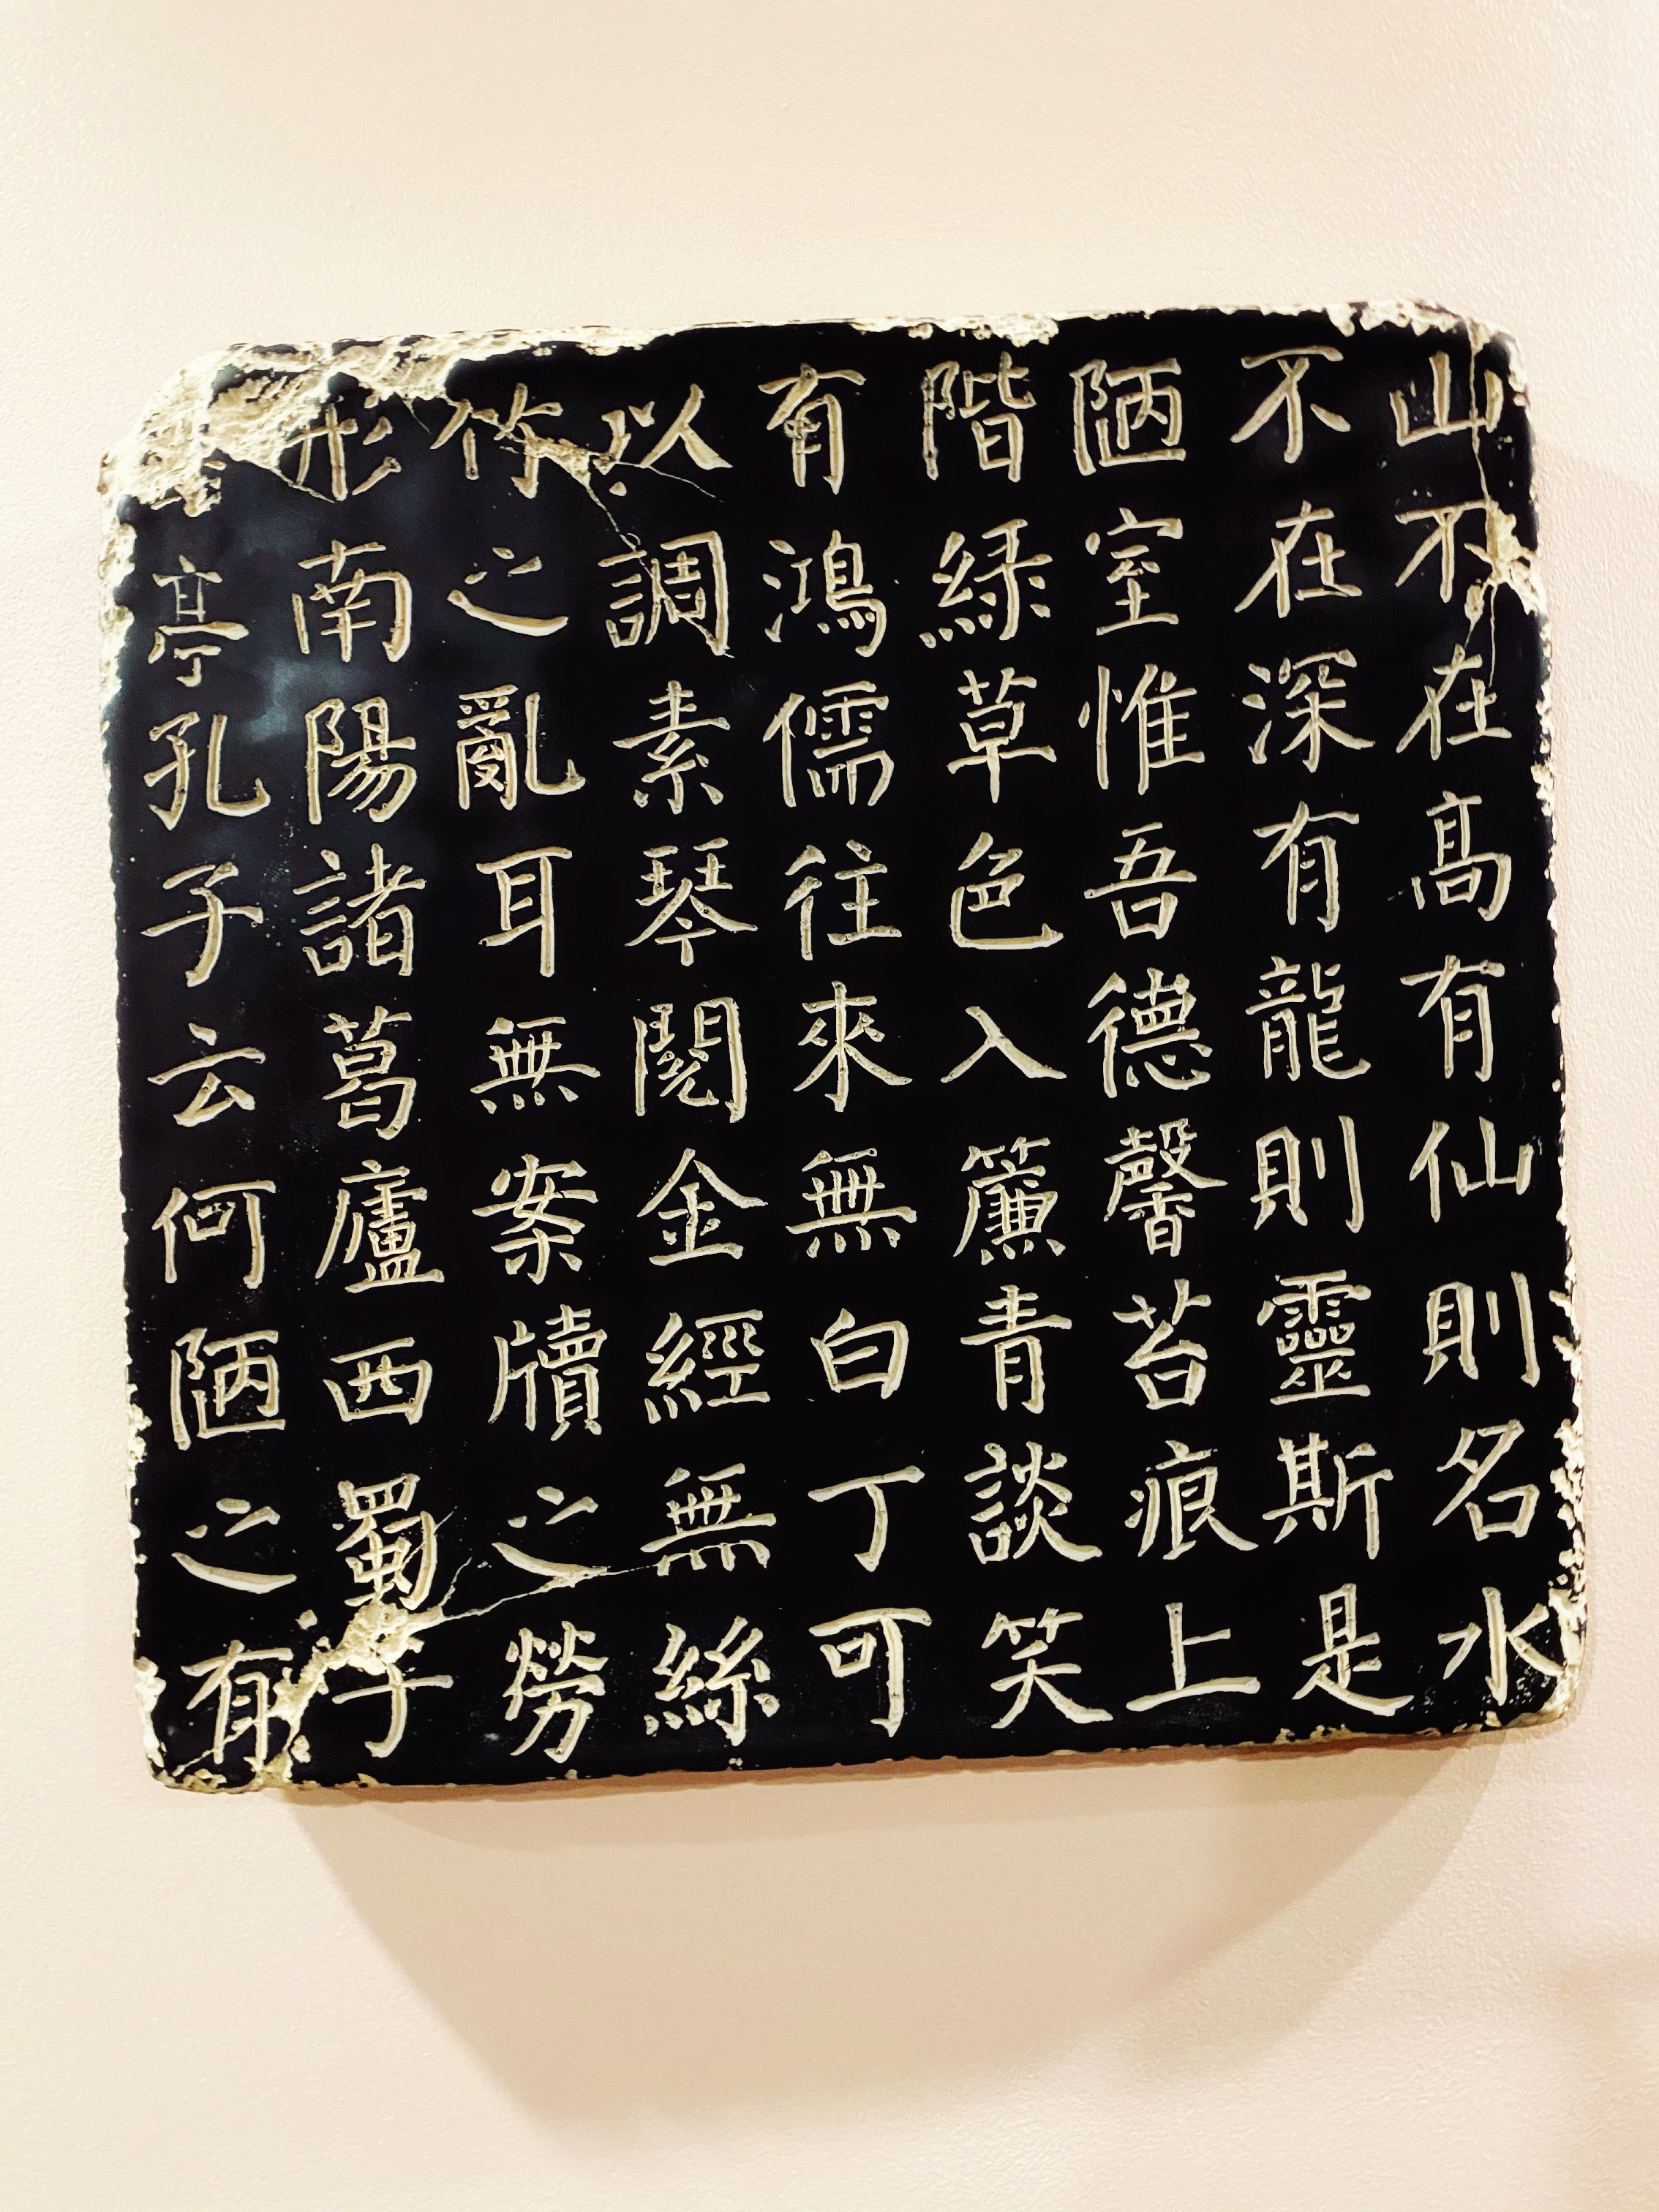 山不在高有仙則名水
不在深有龍則靈斯是
陋室惟吾德馨苔痕上
階緑草色入簾青談笑
有鴻儒往來無白丁可
以調素琴閱金經無絲
竹之亂耳無案牘之勞
形南陽諸葛廬西蜀子
亭孔子云何陋之有